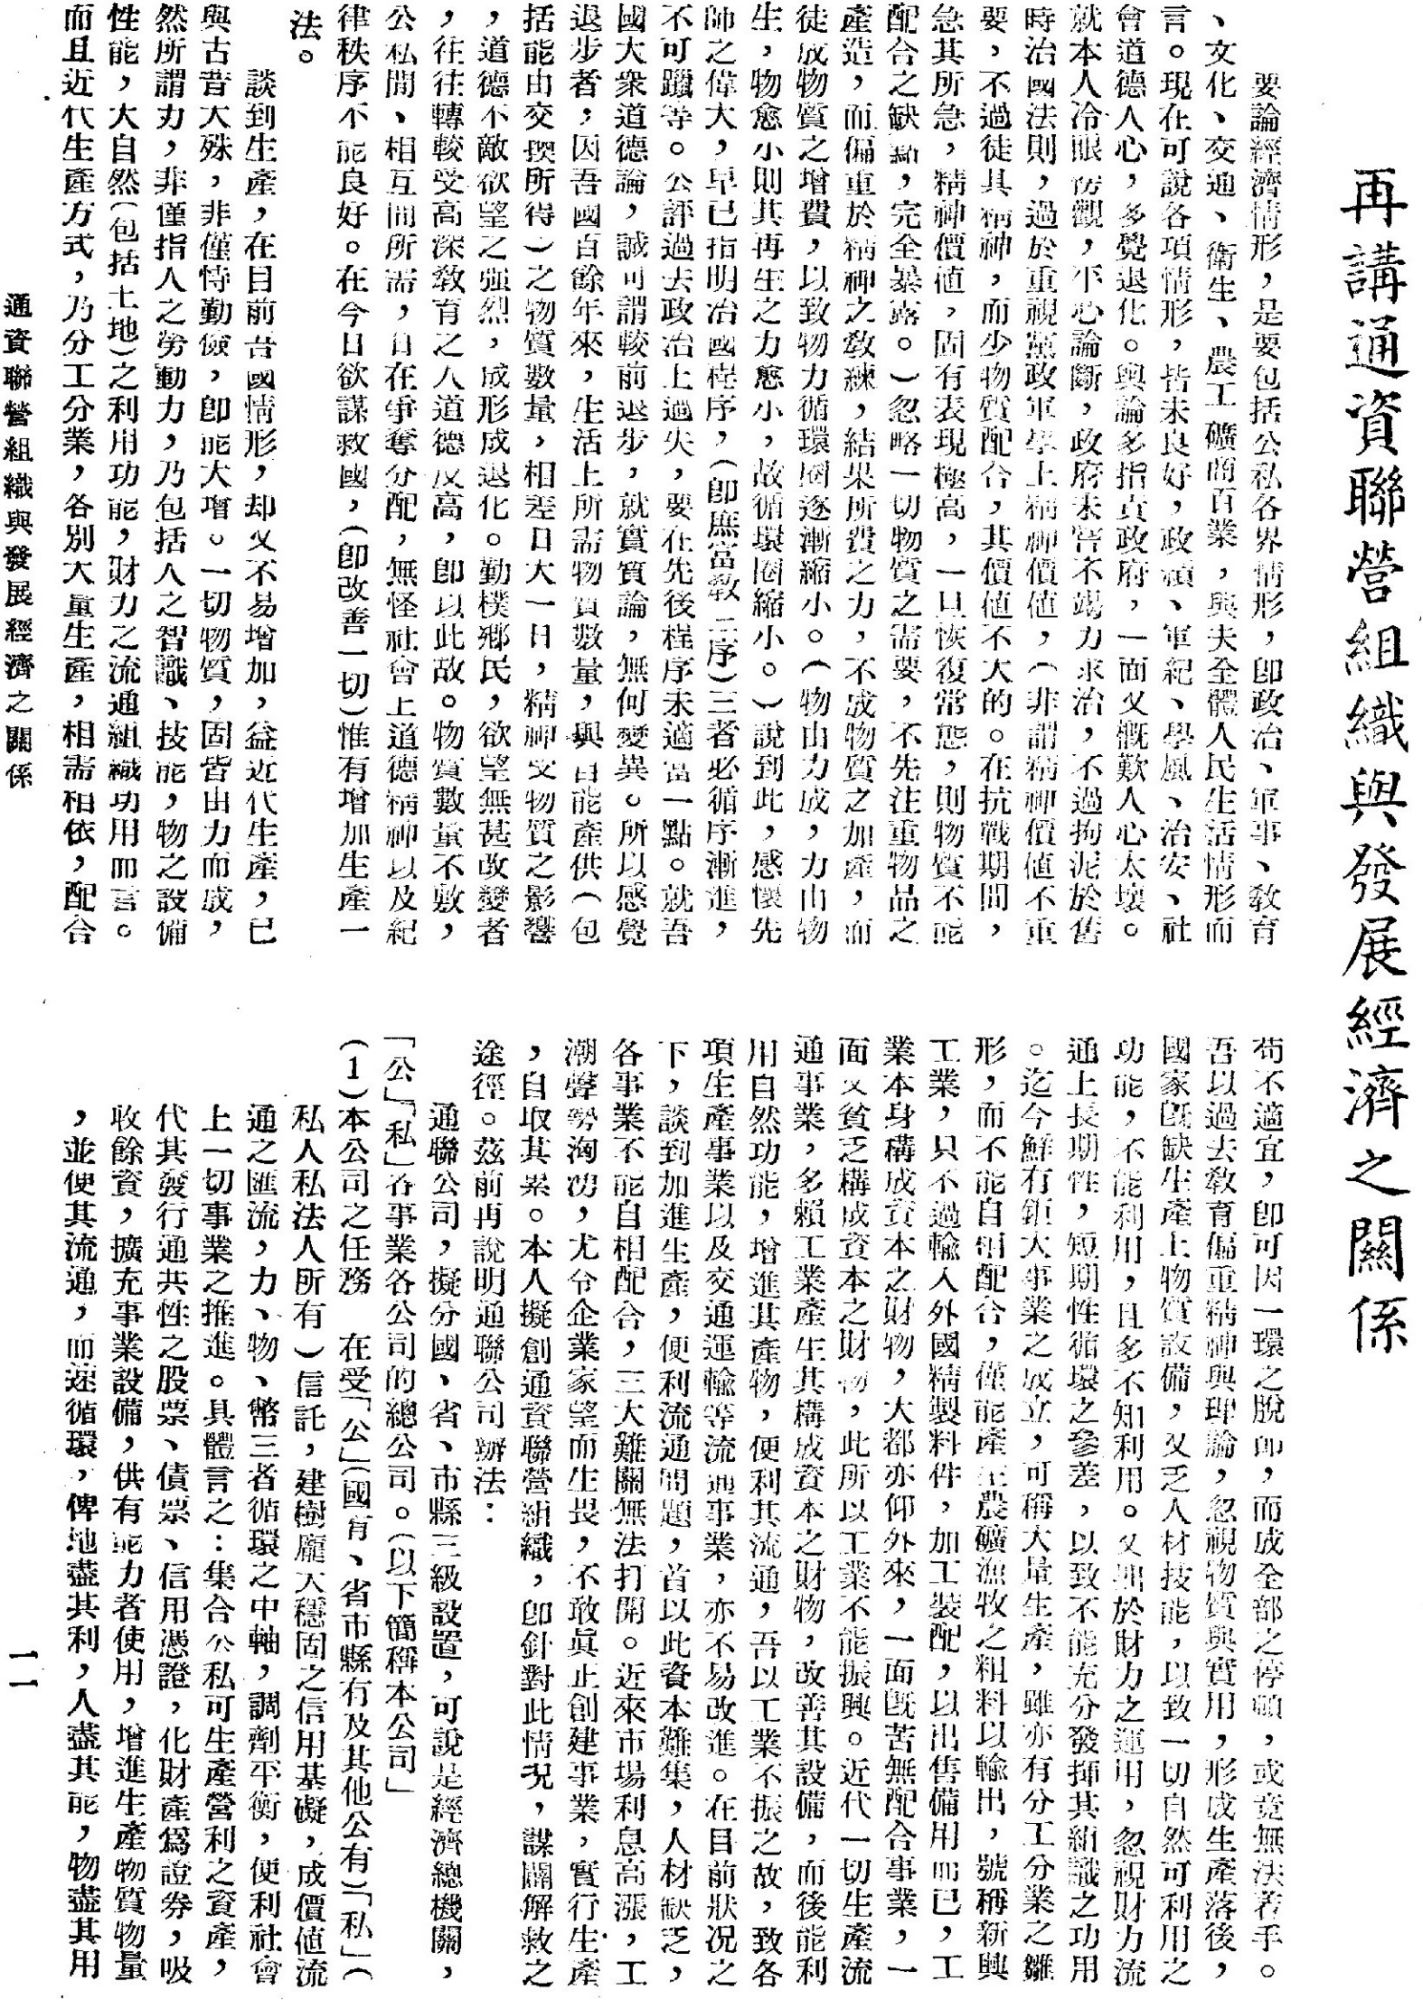 再講通資聯營組織與發展經濟之關係
要論經濟情形，是要包括公私各界情形，卽政治、軍事、敎育
、文化、交通、衛生、農工礦商百業，與夫全體人民生活情形而
言。現在可說各項情形，皆未良好，政績、軍紀、學風、治安、社
會道德人心，多覺退化。輿論多指責政府，一面又慨歎人心太壞。
就本人冷眼傍觀，平心論斷，政府未嘗不竭力求治，不過拘泥於舊
時治國法則，過於重視黨政軍學上精神價値，（非謂精神價値不重
要，不過徒具精神，而少物質配合，其價値不大的。在抗戰期間，
急其所急，精神價値，固有表現極高，一旦恢復常態，則物質不能
配合之缺點，完全暴露。）忽略一切物質之需要，不先注重物品之
產造，而偏重於精神之敎練，結果所費之力，不成物質之加產，而
徒成物質之增費，以致物力循環圈逐漸縮小。（物由力成，力由物
生，物愈小則其再生之力愈小，故循環圈縮小。）說到此，感懷先
師之偉大，早已指明治國程序，（卽庶富敎三序）三者必循序漸進，
不可躐等。公評過去政治上過失，要在先後程序未適當一點。就吾
國大衆道德論，誠可謂較前退步，就實質論，無何變異。所以感覺
退步者，因吾國百餘年來，生活上所需物質數量，與自能產供（包
括能由交換所得）之物質數量，相差日大一日，精神受物質之影響
，道德不敵欲望之强烈，成形成退化。勤樸鄉民，欲望無甚改變者
，往往轉較受高深敎育之人道德反高，卽以此故。物質數量不敷，
公私間、相互間所需，自在爭奪分配，無怪社會上道德精神以及紀
律秩序不能良好。在今日欲謀救國，（卽改善一切）惟有增加生產一
法。
談到生產，在目前吾國情形，却又不易增加，益近代生產，已
與古昔大殊，非僅恃勤儉，卽能大增。一切物質，固皆由力而成，
然所謂力，非僅指人之勞動力，乃包括人之智識、技能，物之設備
性能，大自然（包括土地）之利用功能，財力之流通組織功用而言。
而且近代生產方式，乃分工分業，各別大量生產，相需相依，配合
苟不適宜，卽可因一環之脫節，而成全部之停頓，或竟無法著手。
吾以過去敎育偏重精神與理論，忽視物質與實用，形成生產落後，
國家旣缺生產上物質設備，又乏人材技能，以致一切自然可利用之
功能，不能利用，且多不知利用。又拙於財力之運用，忽視財力流
通上長期性，短期性循環之參差，以致不能充分發揮其組識之功用
。迄今鮮有鉅大事業之成立，可稱大量生產，雖亦有分工分業之雛
形，而不能自相配合，僅能產生農礦漁牧之粗料以輸出，號稱新興
工業，只不過輸入外國精製料件，加工裝配，以出售備用而已，工
業本身構成資本之財物，大都亦仰外來，一面旣苦無配合事業，一
面又貧乏構成資本之財物，此所以工業不能振興。近代一切生產流
通事業，多賴工業產生其構成資本之財物，改善其設備，而後能利
用自然功能，增進其產物，便利其流通，吾以工業不振之故，致各
項生產事業以及交通運輸等流通事業，亦不易改進。在目前狀况之
下，談到加進生產，便利流通問題，首以此資本難集，人材缺乏，
各事業不能自相配合，三大難關無法打開。近來市場利息高漲，工
潮聲勢洶湧，尤令企業家望而生畏，不敢眞正創建事業，實行生產
，自取其累。本人擬創通資聯營組織，卽針對此情况，謀闢解救之
途徑。茲前再說明通聯公司辦法：
通聯公司，擬分國、省、市縣三級設置，可說是經濟總機關，
「公」「私」各事業各公司的總公司。（以下簡稱本公司」
（1）本公司之任務　在受「公」（國有、省市縣有及其他公有）「私」（
私人私法人所有）信託，建樹龐大穩固之信用基礎，成價値流
通之匯流，力、物、幣三者循環之中軸，調劑平衡，便利社會
上一切事業之推進。具體言之：集合公私可生產營利之資產，
代其發行通共性之股票、債票、信用憑證，化財產爲證券，吸
收餘資，擴充事業設備，供有能力者使用，增進生產物質物量
，並使其流通，而速循環，俾地盡其利，人盡其能，物盡其用
通資聯營組織與發展經濟之關係
一一